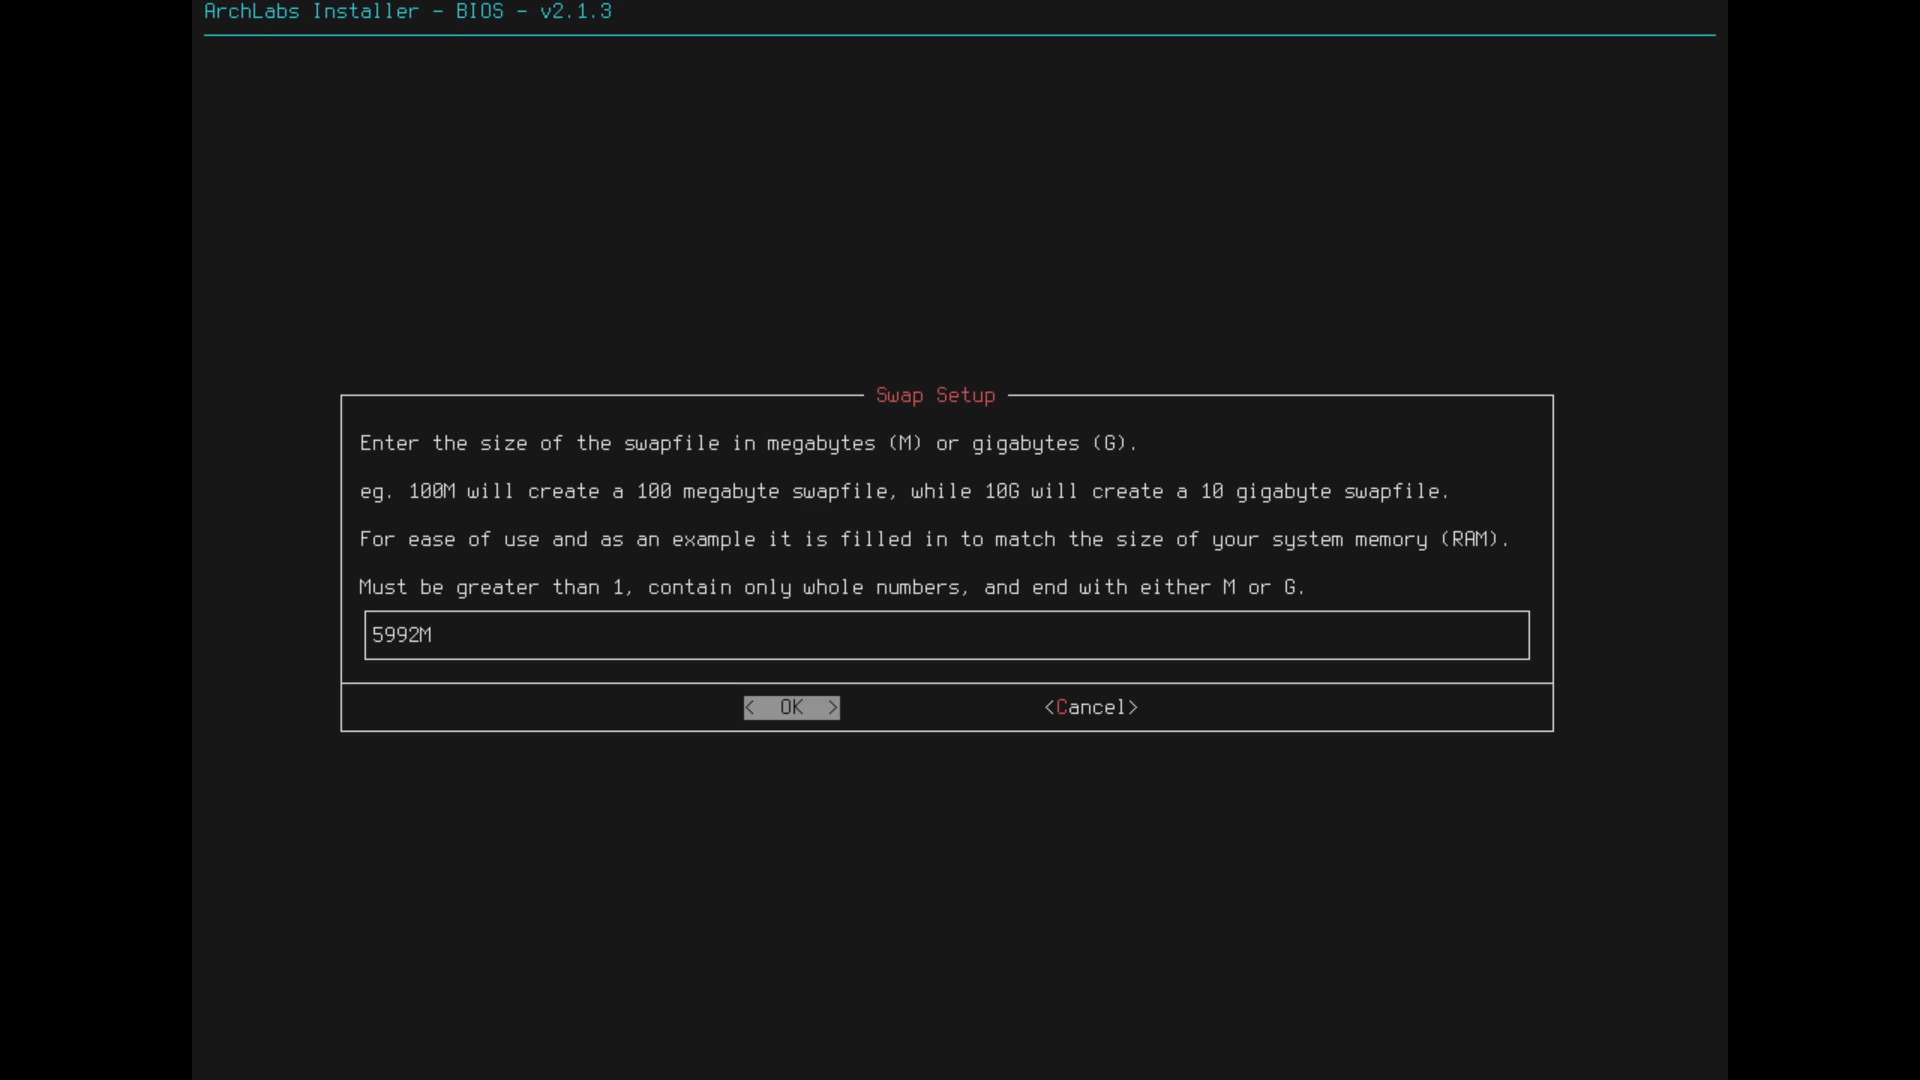 ArchLabs Installer - BIOS - v2.1.3
Swap Setup
Enter the size of the swapfile in megabytes (M) or gigabytes (G).
eg. 100M will create a 100 megabyte swapfile, while 10G will create a 10 gigabyte swapfile.
For ease of use and as an example it is filled in to match the size of your system memory (RAM).
Must be greater than 1, contain only whole numbers, and end with either M or G.
5992M
<  OK  > <Cancel>